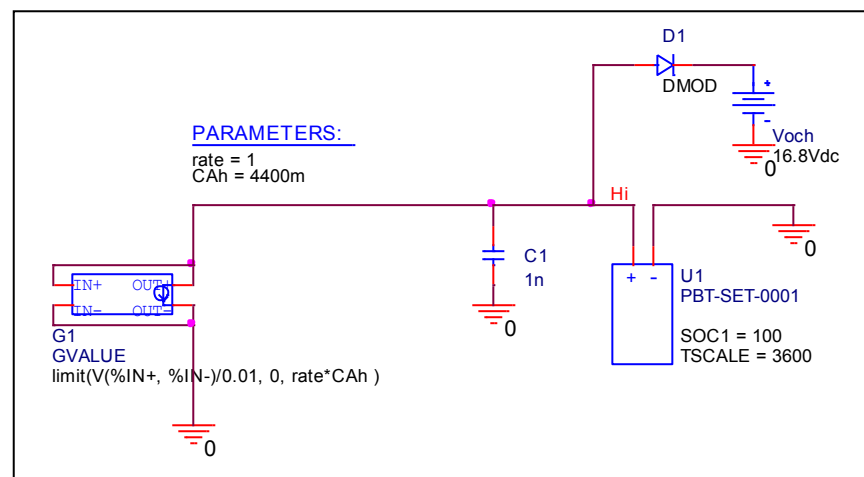 D1
DMOD
+
-
Voch
16.8Vdc
0
PARAMETERS:
rate = 1
CAh = 4400m
Hi
0
C1
1n
0
+ -
U1
PBT-SET-0001
SOC1 = 100
TSCALE = 3600
IN+ OUT+
IN- OUT-
G1
GVALUE
limit(V(%IN+, %IN-)/0.01, 0, rate*CAh )
0